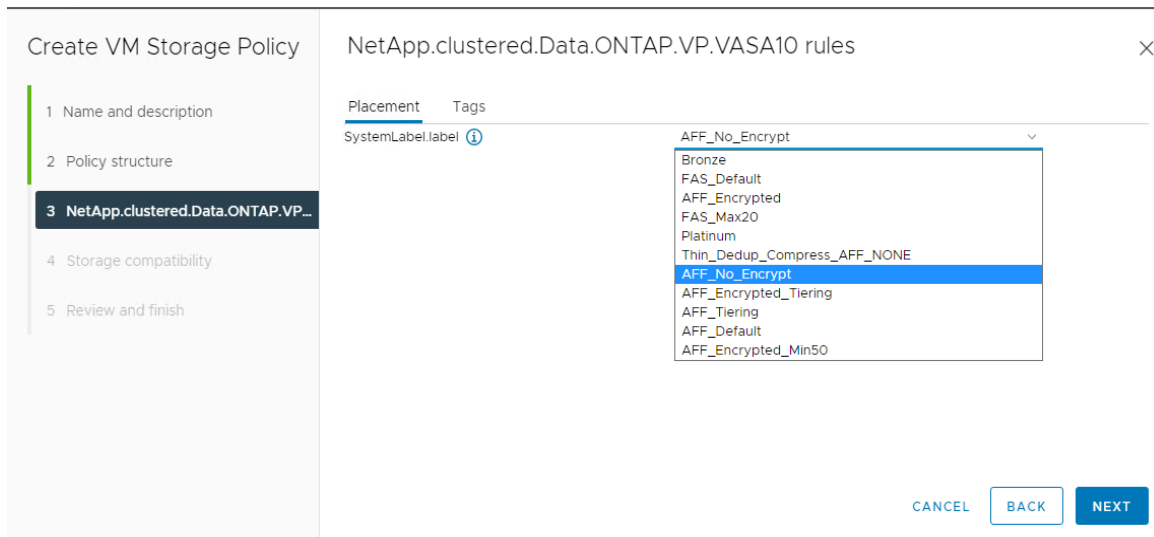 Create VM Storage Policy
1 Name and description
2 Policy structure
3 NetApp.clustered.Data.ONTAP.VP...
4 Storage compatibility
5 Review and finish
NetApp.clustered.Data.ONTAP.VP.VASA10 rules
Placement Tags
SystemLabel.label AFF_No_Encrypt
Bronze
FAS_Default
AFF_Encrypted
FAS_Max20
Platinum
Thin_Dedup_Compress_AFF_NONE
AFF_No_Encrypt
AFF_Encrypted_Tiering
AFF_Tiering
AFF_Default
AFF_Encrypted_Min50
CANCEL BACK NEXT